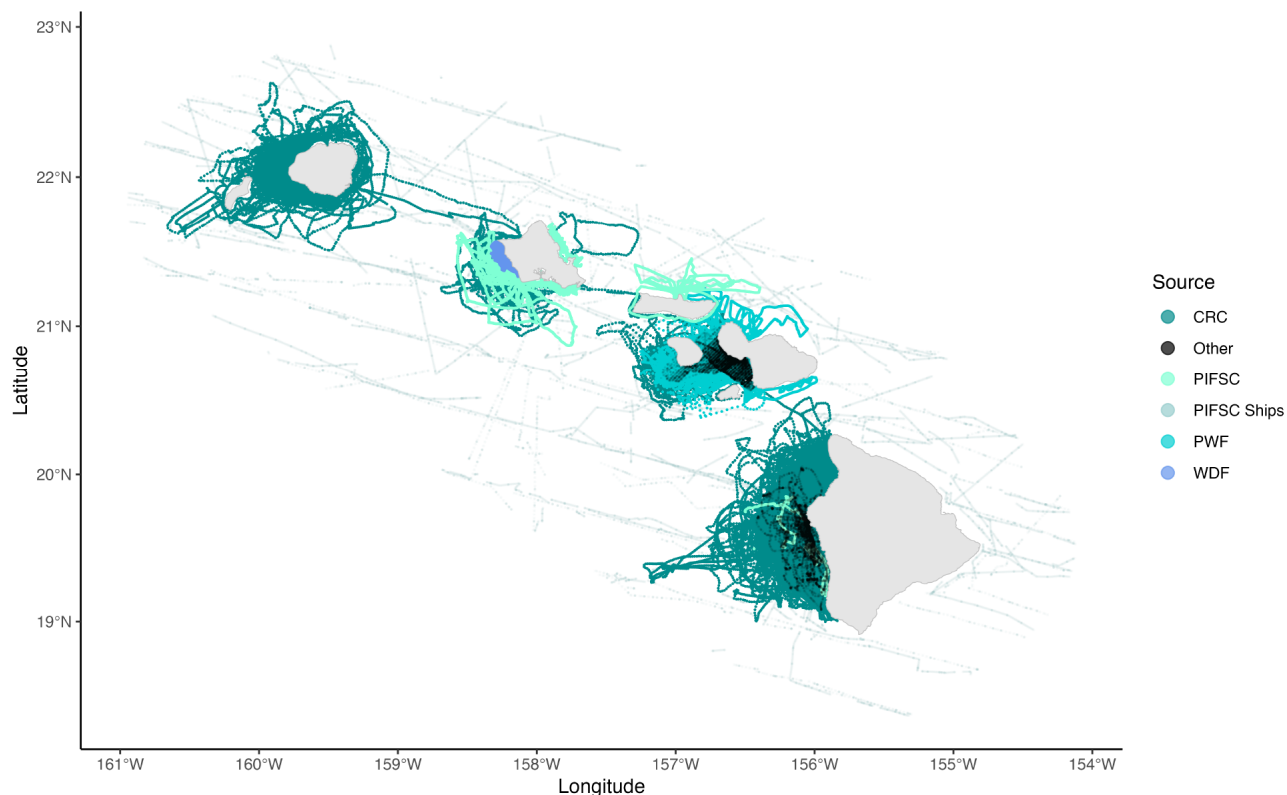 23°N
22°N
21°N
20°N
19°N
Latitude
161°W 160°W 159°W 158°W 157°W 156°W 155°W 154°W
Longitude
Source
CRC
Other
PIFSC
PIFSC Ships
PWF
WDF